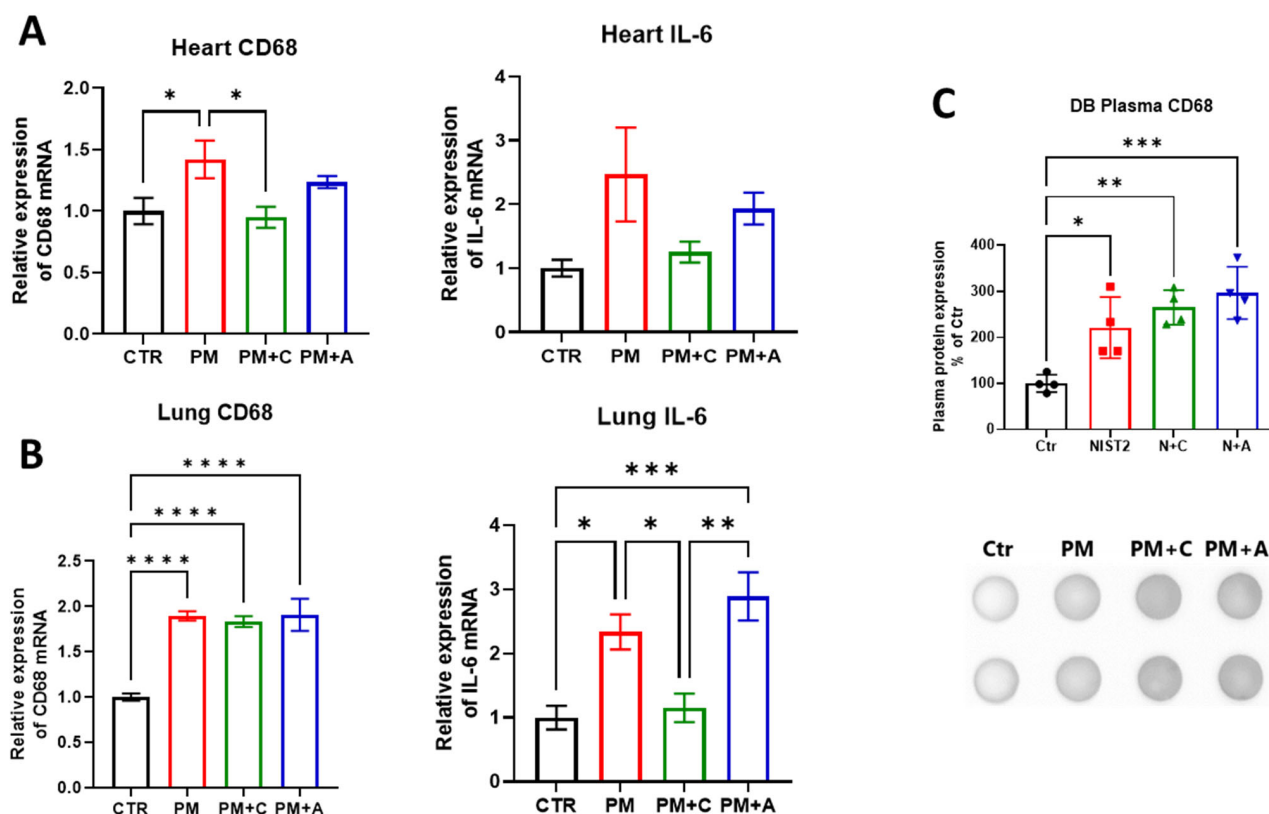 A
Heart CD68
Relative expression
of CD68 mRNA
2.0
1.5
1.0
0.5
0.0
* *
CTR PM PM+C PM+A
Heart IL-6
Relative expression
of IL-6 mRNA
4
3
2
1
0
CTR PM PM+C PM+A
B
Lung CD68
Relative expression
of CD68 mRNA
2.5
2.0
1.5
1.0
0.5
0.0
* * * *
* * * *
* * * *
CTR PM PM+C PM+A
Lung IL-6
Relative expression
of IL-6 mRNA
4
3
2
1
0
* * *
* * * *
CTR PM PM+C PM+A
C
DB Plasma CD68
Plasma protein expression
% of Ctr
400
300
200
100
0
* * *
* *
*
Ctr NIST2 N+C N+A
Ctr PM PM+C PM+A